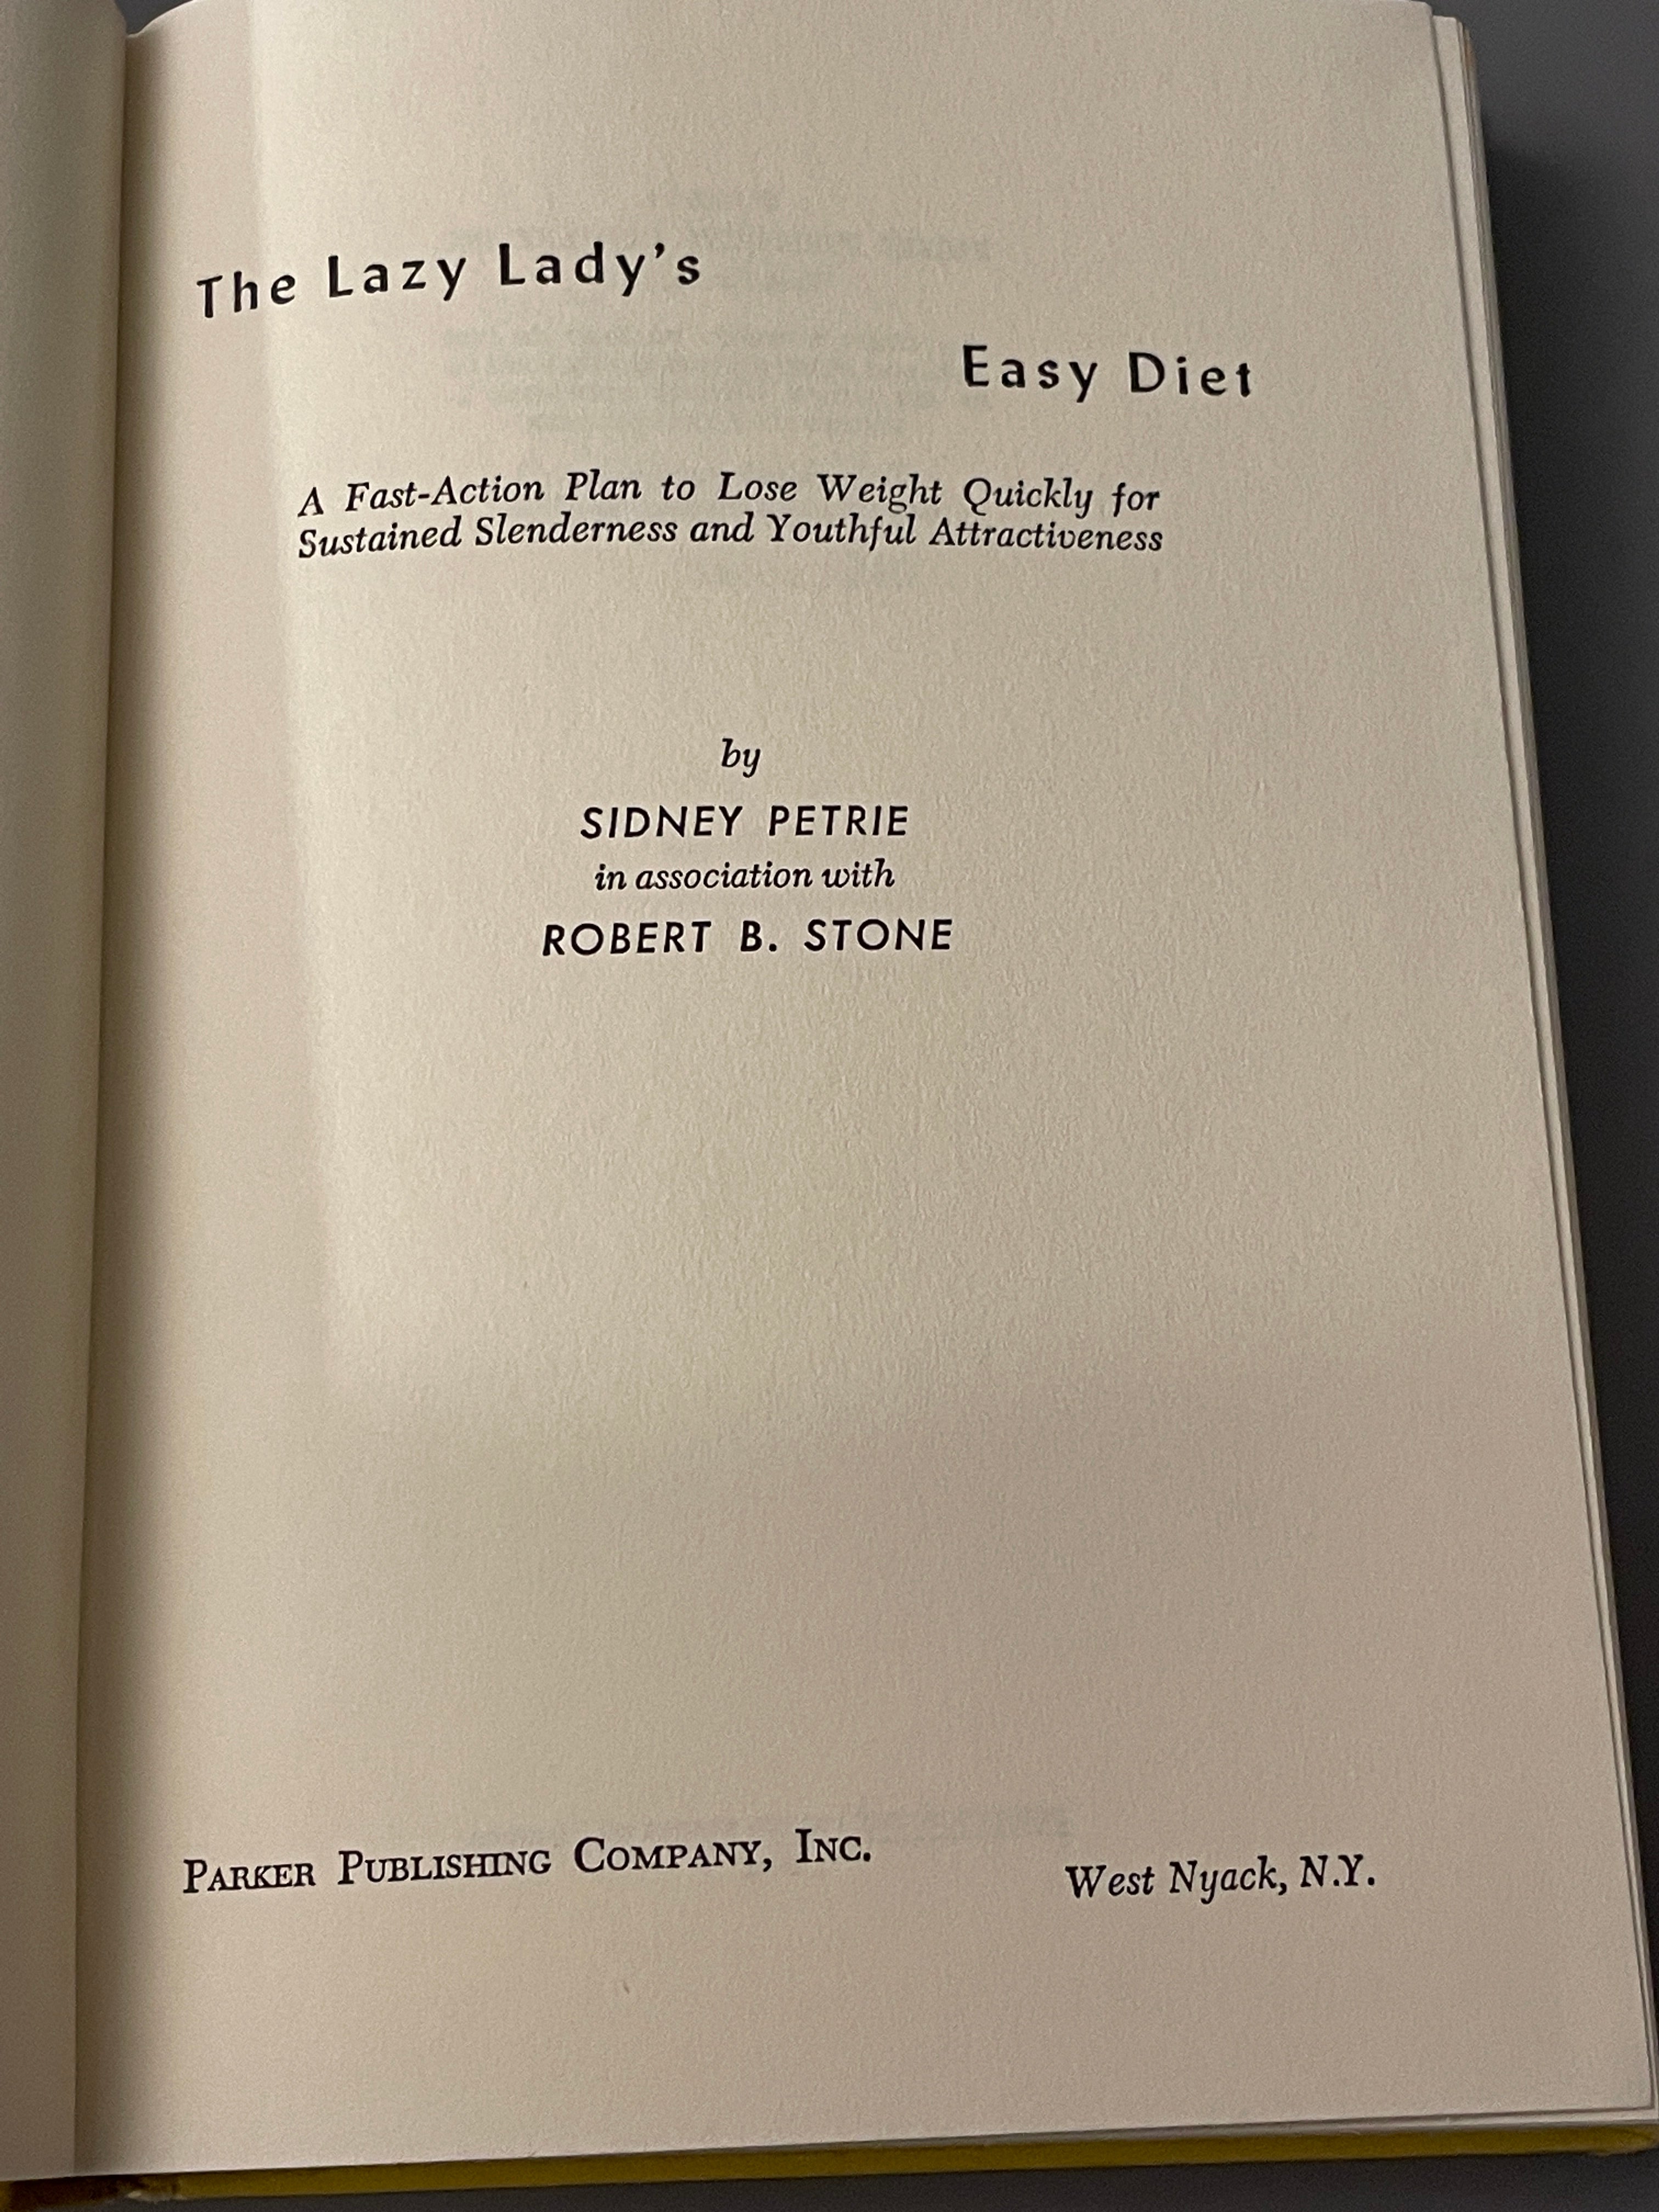 The Lazy Lady's
Easy Diet
A Fast-Action Plan to Lose Weight Quickly for
Sustained Slenderness and Youthful Attractiveness
by
SIDNEY PETRIE
in association with
ROBERT B. STONE
PARKER PUBLISHING COMPANY, INC.
West Nyack, N.Y.